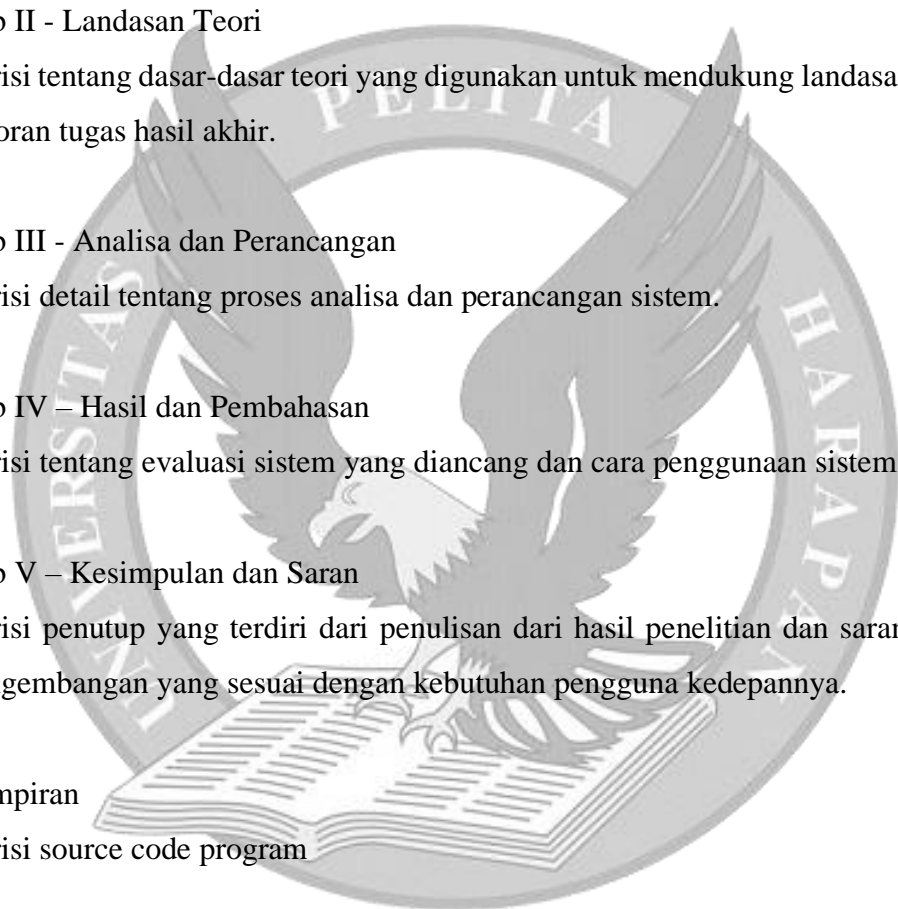 b II - Landasan Teori
risi tentang dasar-dasar teori yang digunakan untuk mendukung landasa
oran tugas hasil akhir.
b III - Analisa dan Perancangan
risi detail tentang proses analisa dan perancangan sistem.
b IV – Hasil dan Pembahasan
risi tentang evaluasi sistem yang diancang dan cara penggunaan sistem
b V – Kesimpulan dan Saran
risi penutup yang terdiri dari penulisan dari hasil penelitian dan saran
ngembangan yang sesuai dengan kebutuhan pengguna kedepannya.
mpiran
risi source code program
UNIVERSITAS PELITA HARAPAN